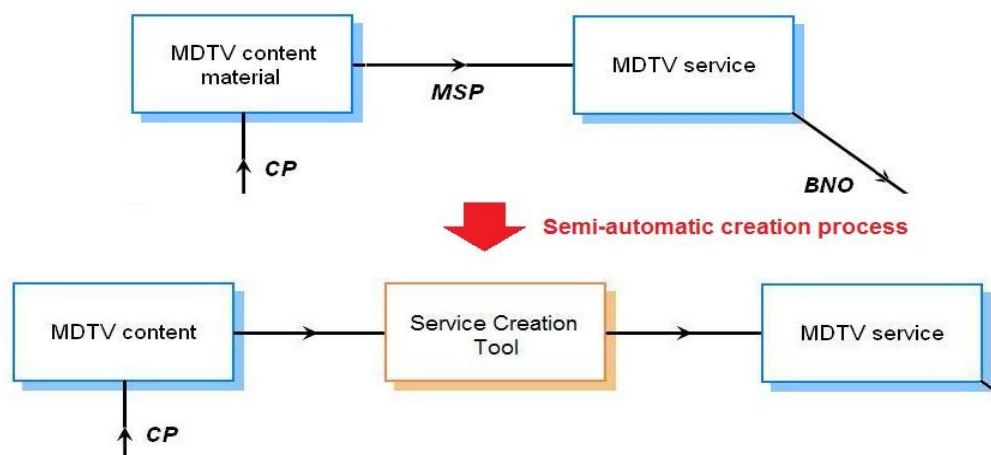 MDTV content
material
MSP
MDTV service
CP
BNO
Semi-automatic creation process
MDTV content
Service Creation
Tool
MDTV service
CP